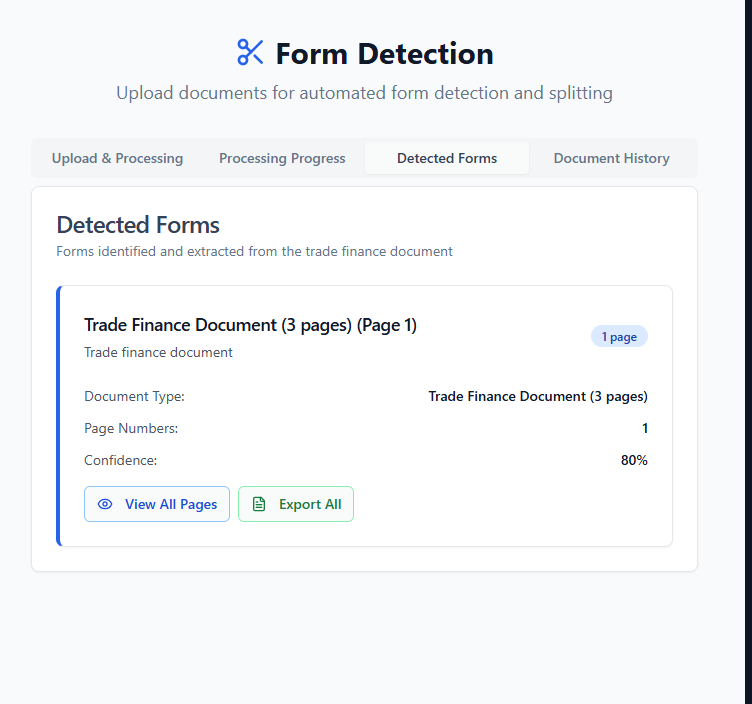 Form Detection
Upload documents for automated form detection and splitting
Upload & Processing
Processing Progress
Detected Forms
Document History
Detected Forms
Forms identified and extracted from the trade finance document
Trade Finance Document (3 pages) (Page 1)
1 page
Trade finance document
Document Type: Trade Finance Document (3 pages)
Page Numbers: 1
Confidence: 80%
View All Pages
Export All